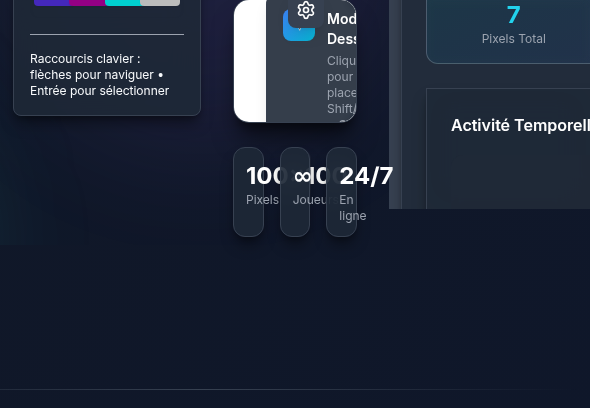 Raccourcis clavier :
flèches pour naviguer •
Entrée pour sélectionner
Mod
Dess
Cliqu
pour
place
Shift/
100
Pixels
∞
Joueu
24/7
En
ligne
7
Pixels Total
Activité Temporell